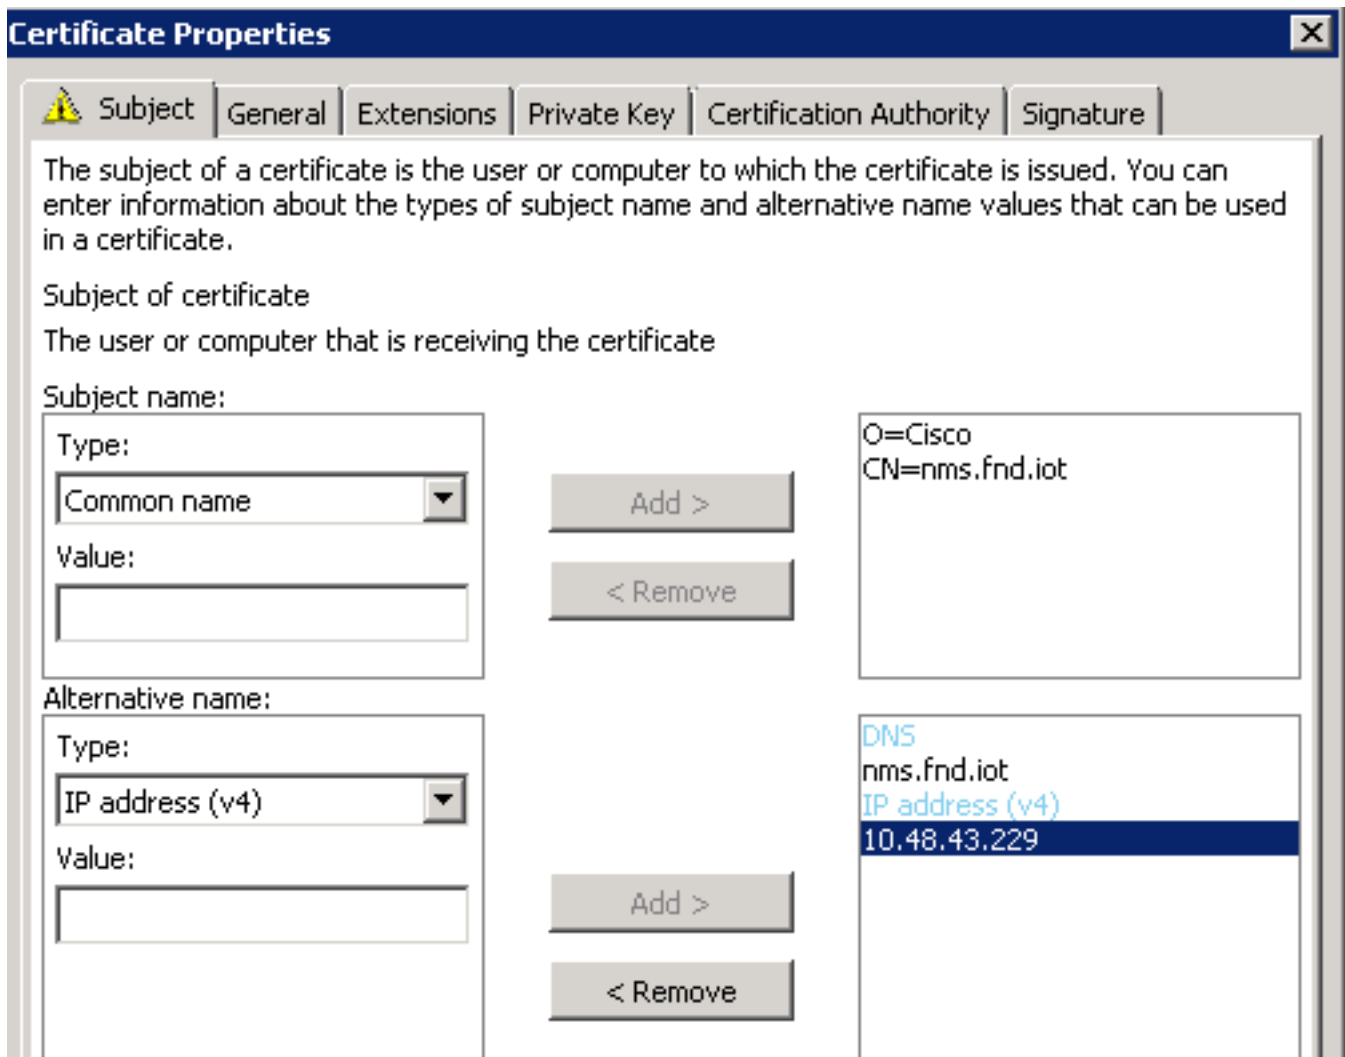 Certificate Properties
Subject
General
Extensions
Private Key
Certification Authority
Signature
The subject of a certificate is the user or computer to which the certificate is issued. You can
enter information about the types of subject name and alternative name values that can be used
in a certificate.
Subject of certificate
The user or computer that is receiving the certificate
Subject name:
Type:
Common name
Value:
Add >
< Remove
O=Cisco
CN=nms.fnd.iot
Alternative name:
Type:
IP address (v4)
Value:
Add >
< Remove
DNS
nms.fnd.iot
IP address (v4)
10.48.43.229